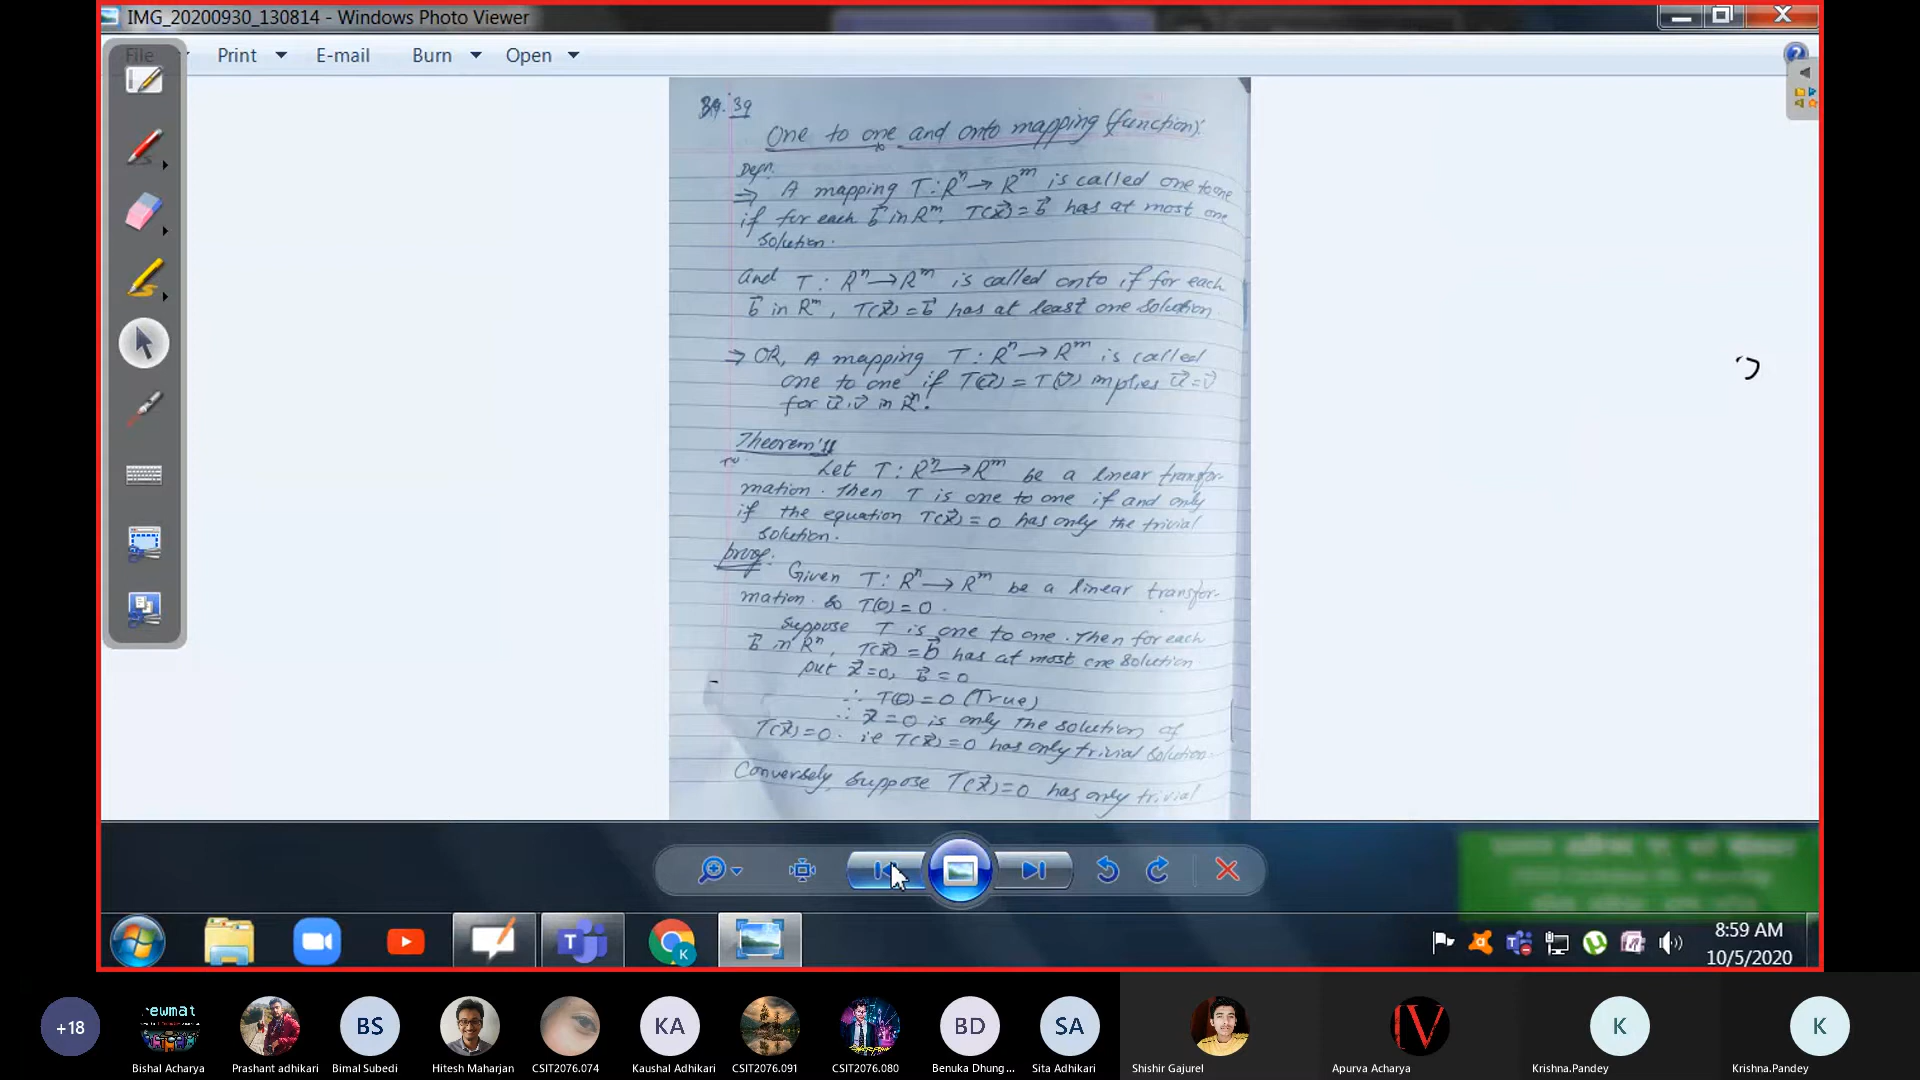 IMG_20200930_130814 - Windows Photo Viewer
File Print E-mail Burn Open
39
One to one and onto mapping (function):
Defn.
⇒ A mapping T: Rⁿ → Rᵐ is called one to one
if for each b⃗ in Rᵐ, T(x⃗) = b⃗ has at most one
solution.
And T : Rⁿ → Rᵐ is called onto if for each
b⃗ in Rᵐ, T(x⃗) = b⃗ has at least one solution.
⇒ OR, A mapping T: Rⁿ → Rᵐ is called
one to one if T(u⃗) = T(v⃗) implies u⃗ = v⃗
for u⃗, v⃗ in Rⁿ.
Theorem 11
Let T : Rⁿ → Rᵐ be a linear transfor-
mation. Then T is one to one if and only
if the equation T(x⃗) = 0 has only the trivial
solution.
proof:
Given T: Rⁿ → Rᵐ be a linear transfor-
mation. So T(0) = 0.
Suppose T is one to one. Then for each
b⃗ in Rⁿ, T(x⃗) = b⃗ has at most one solution
put x⃗ = 0, b⃗ = 0
∴ T(0) = 0 (True)
∴ x⃗ = 0 is only the solution of
T(x⃗) = 0. ie T(x⃗) = 0 has only trivial solution.
Conversely, suppose T(x⃗) = 0 has only trivial
8:59 AM
10/5/2020
+18
ewmat
BS
KA
BD
SA
K
K
Bishal Acharya
Prashant adhikari
Bimal Subedi
Hitesh Maharjan
CSIT2076.074
Kaushal Adhikari
CSIT2076.091
CSIT2076.080
Benuka Dhung...
Sita Adhikari
Shishir Gajurel
Apurva Acharya
Krishna.Pandey
Krishna.Pandey